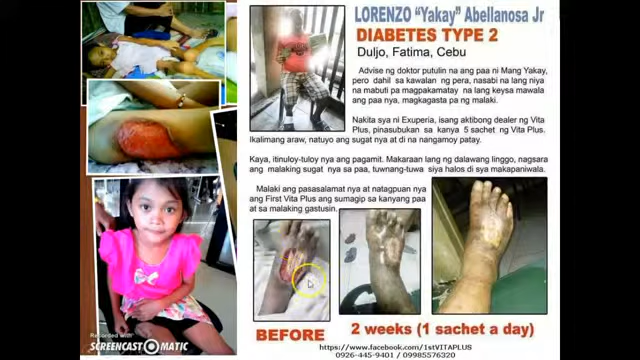 LORENZO "Yakay" Abellanosa Jr
DIABETES TYPE 2
Duljo, Fatima, Cebu
Advise ng doktor putulin na ang paa ni Mang Yakay,
pero dahil sa kawalan ng pera, nasabi na lang niya
na mabuti pa magpakamatay na lang keysa mawala
ang paa nya, magkagasta pa ng malaki.
Nakita sya ni Exuperia, isang aktibong dealer ng Vita
Plus, pinasubukan sa kanya 5 sachet ng Vita Plus.
Ikalimang araw, natuyo ang sugat nya at di na nangamoy patay.
Kaya, itinuloy-tuloy nya ang pagamit. Makaraan lang ng dalawang linggo, nagsara
ang malaking sugat nya sa paa, tuwnang-tuwa siya halos di sya makapaniwala.
Malaki ang pasasalamat nya at natagpuan nya
ang First Vita Plus ang sumagip sa kanyang paa
at sa malaking gastusin.
BEFORE
2 weeks (1 sachet a day)
https://www.facebook.com/1stVITAPLUS
0926-445-9401 / 09985576320
Recorded with
SCREENCAST-O-MATIC